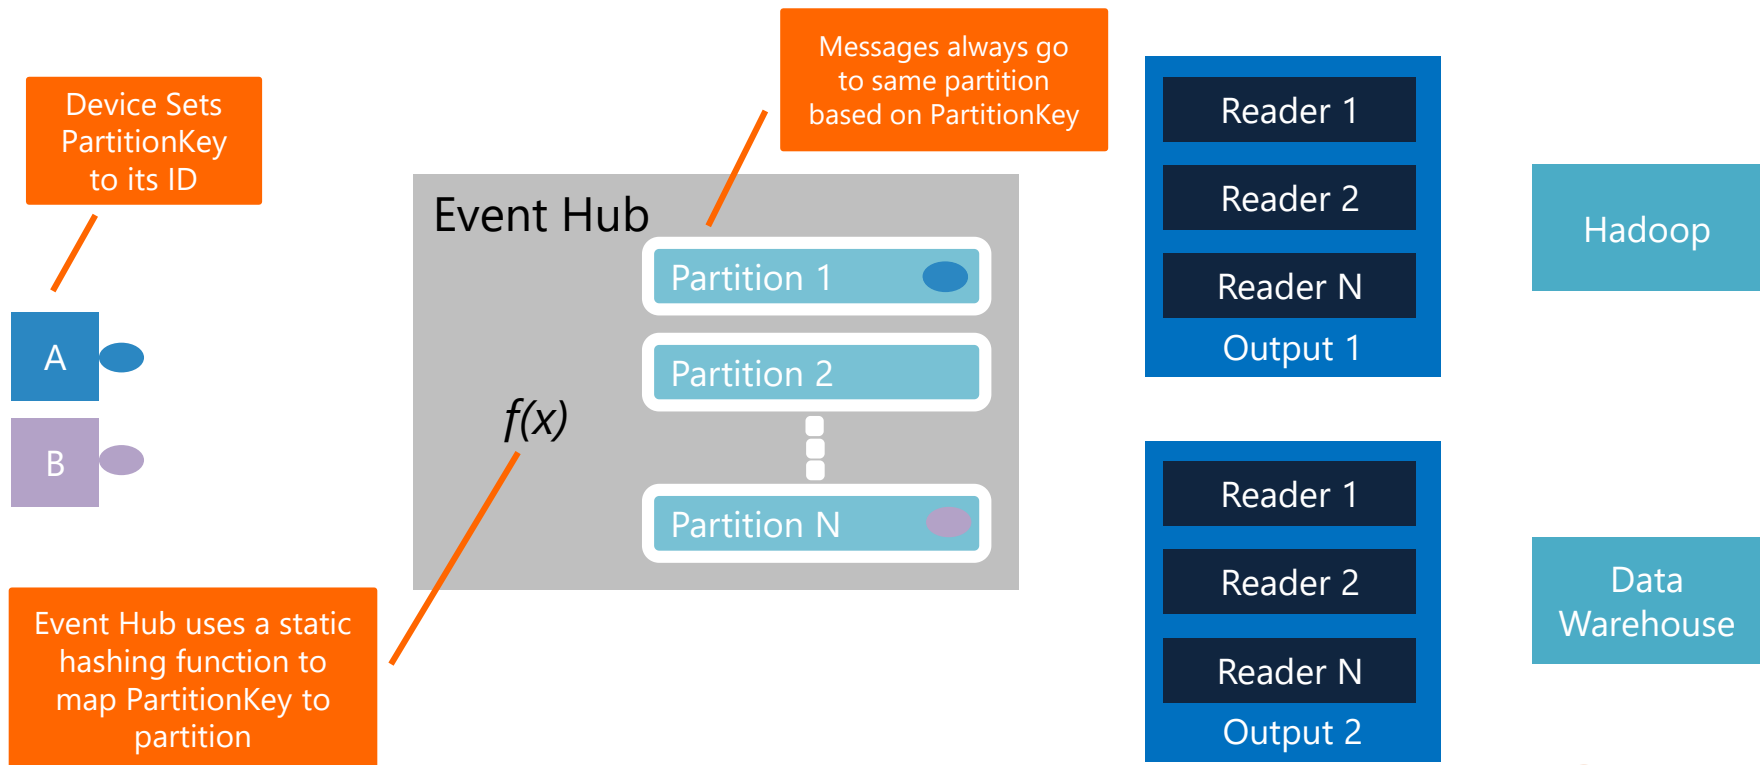 Device Sets
PartitionKey
to its ID
A
B
Event Hub uses a static
hashing function to
map PartitionKey to
partition
Event Hub
f(x)
Messages always go
to same partition
based on PartitionKey
Partition 1
Partition 2
Partition N
Reader 1
Reader 2
Reader N
Output 1
Reader 1
Reader 2
Reader N
Output 2
Hadoop
Data
Warehouse